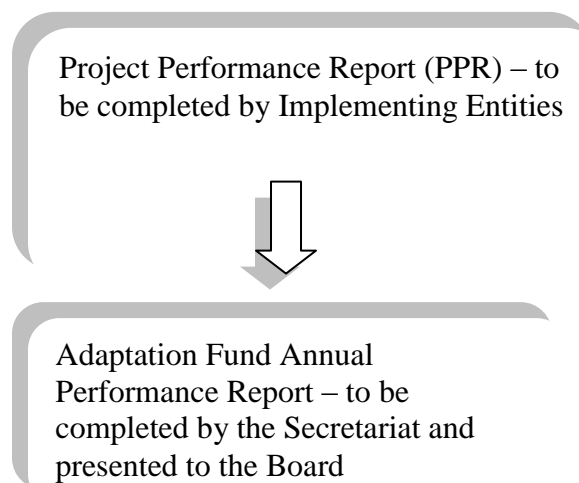 Project Performance Report (PPR) – to
be completed by Implementing Entities
Adaptation Fund Annual
Performance Report – to be
completed by the Secretariat and
presented to the Board